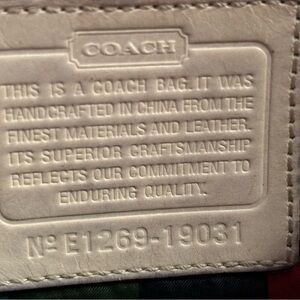 COACH
THIS IS A COACH BAG. IT WAS
HANDCRAFTED IN CHINA FROM THE
FINEST MATERIALS AND LEATHER.
ITS SUPERIOR CRAFTSMANSHIP
REFLECTS OUR COMMITMENT TO
ENDURING QUALITY.
Nº E1269-19031